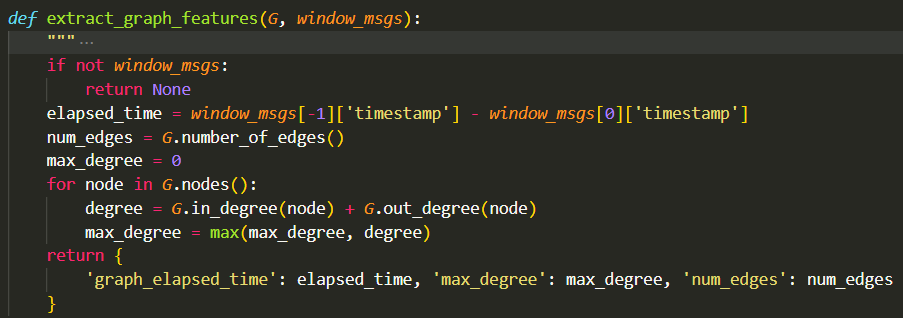 def extract_graph_features(G, window_msgs):
    """...
    if not window_msgs:
        return None
    elapsed_time = window_msgs[-1]['timestamp'] - window_msgs[0]['timestamp']
    num_edges = G.number_of_edges()
    max_degree = 0
    for node in G.nodes():
        degree = G.in_degree(node) + G.out_degree(node)
        max_degree = max(max_degree, degree)
    return {
        'graph_elapsed_time': elapsed_time, 'max_degree': max_degree, 'num_edges': num_edges
    }